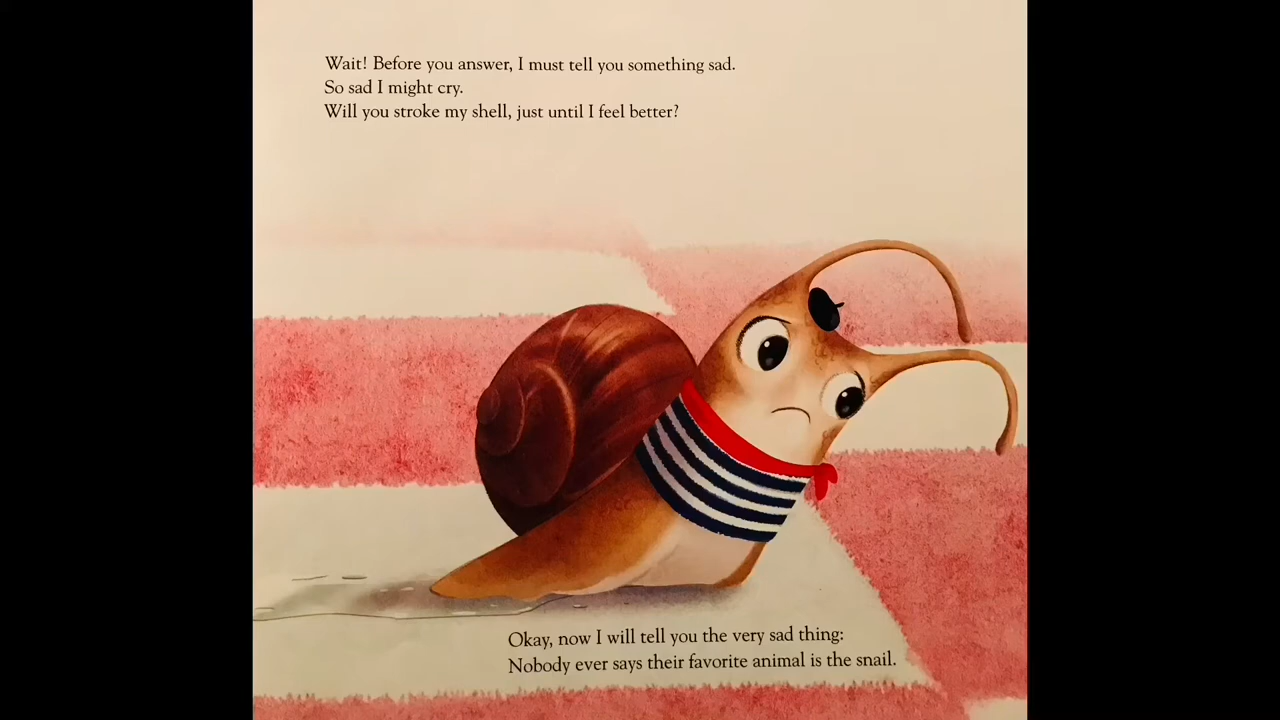 Wait! Before you answer, I must tell you something sad.
So sad I might cry.
Will you stroke my shell, just until I feel better?
Okay, now I will tell you the very sad thing:
Nobody ever says their favorite animal is the snail.